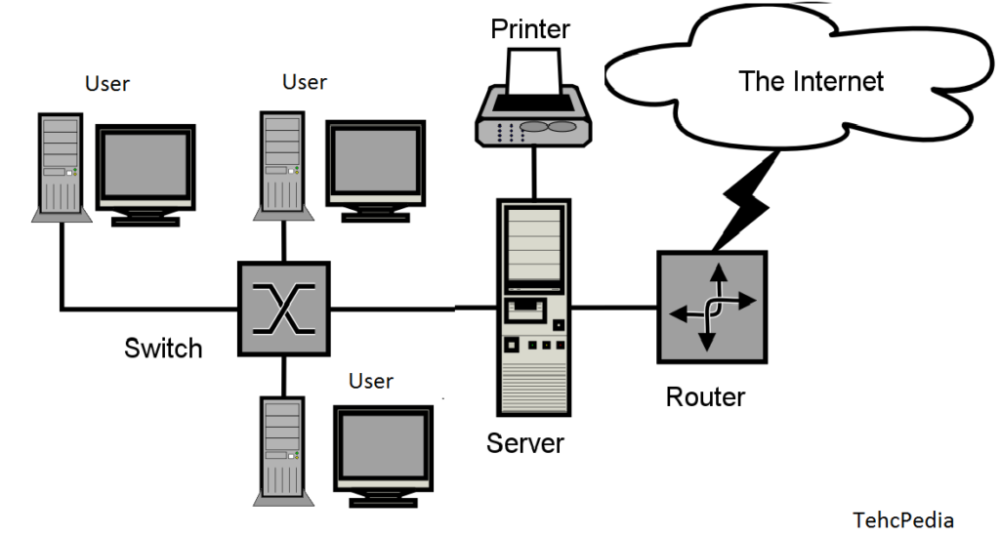 Printer
User
User
The Internet
Switch
User
Router
Server
TehcPedia